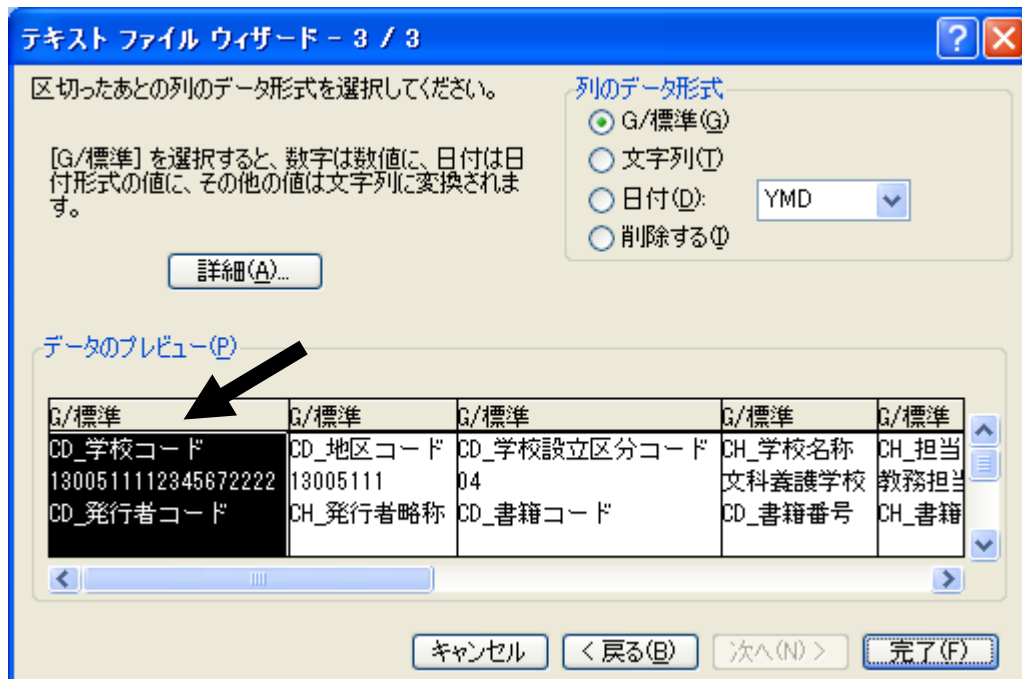 テキスト ファイル ウィザード - 3 / 3
区切ったあとの列のデータ形式を選択してください。
[G/標準] を選択すると、数字は数値に、日付は日
付形式の値に、その他の値は文字列に変換されま
す。
詳細(A)...
列のデータ形式
G/標準(G)
文字列(T)
日付(D): YMD
削除する(I)
データのプレビュー(P)
G/標準 G/標準 G/標準 G/標準 G/標準
CD_学校コード CD_地区コード CD_学校設立区分コード CH_学校名称 CH_担当
1300511112345672222 13005111 04 文科養護学校 教務担当
CD_発行者コード CH_発行者略称 CD_書籍コード CD_書籍番号 CH_書籍
キャンセル < 戻る(B) 次へ(N) > 完了(F)